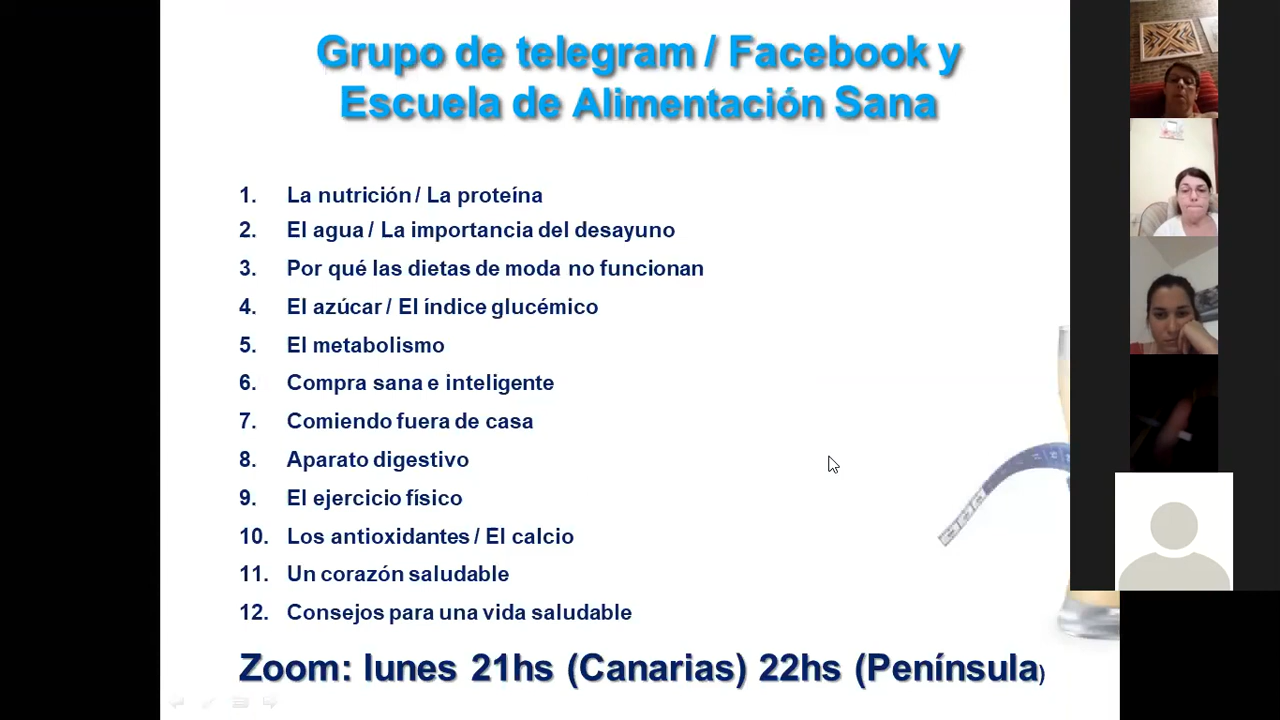 Grupo de telegram / Facebook y
Escuela de Alimentación Sana
1. La nutrición / La proteína
2. El agua / La importancia del desayuno
3. Por qué las dietas de moda no funcionan
4. El azúcar / El índice glucémico
5. El metabolismo
6. Compra sana e inteligente
7. Comiendo fuera de casa
8. Aparato digestivo
9. El ejercicio físico
10. Los antioxidantes / El calcio
11. Un corazón saludable
12. Consejos para una vida saludable
Zoom: lunes 21hs (Canarias) 22hs (Península)